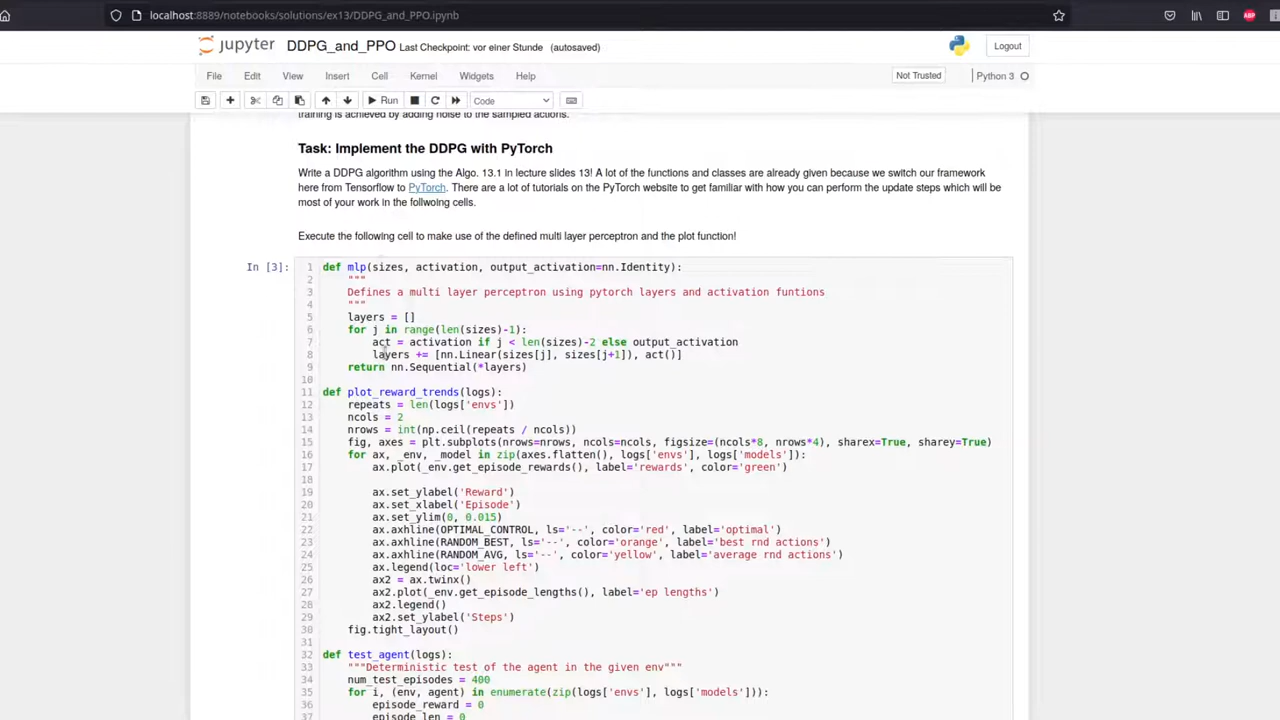 localhost:8889/notebooks/solutions/ex13/DDPG_and_PPO.ipynb
ABP
jupyter DDPG_and_PPO Last Checkpoint: vor einer Stunde (autosaved)
Logout
File Edit View Insert Cell Kernel Widgets Help
Not Trusted
Python 3
Run
Code
training is achieved by adding noise to the sampled actions.
Task: Implement the DDPG with PyTorch
Write a DDPG algorithm using the Algo. 13.1 in lecture slides 13! A lot of the functions and classes are already given because we switch our framework
here from Tensorflow to PyTorch. There are a lot of tutorials on the PyTorch website to get familiar with how you can perform the update steps which will be
most of your work in the follwoing cells.
Execute the following cell to make use of the defined multi layer perceptron and the plot function!
In [3]:
1 def mlp(sizes, activation, output_activation=nn.Identity):
2 """
3 Defines a multi layer perceptron using pytorch layers and activation funtions
4 """
5 layers = []
6 for j in range(len(sizes)-1):
7 act = activation if j < len(sizes)-2 else output_activation
8 layers += [nn.Linear(sizes[j], sizes[j+1]), act()]
9 return nn.Sequential(*layers)
10
11 def plot_reward_trends(logs):
12 repeats = len(logs['envs'])
13 ncols = 2
14 nrows = int(np.ceil(repeats / ncols))
15 fig, axes = plt.subplots(nrows=nrows, ncols=ncols, figsize=(ncols*8, nrows*4), sharex=True, sharey=True)
16 for ax, _env, _model in zip(axes.flatten(), logs['envs'], logs['models']):
17 ax.plot(_env.get_episode_rewards(), label='rewards', color='green')
18
19 ax.set_ylabel('Reward')
20 ax.set_xlabel('Episode')
21 ax.set_ylim(0, 0.015)
22 ax.axhline(OPTIMAL_CONTROL, ls='--', color='red', label='optimal')
23 ax.axhline(RANDOM_BEST, ls='--', color='orange', label='best rnd actions')
24 ax.axhline(RANDOM_AVG, ls='--', color='yellow', label='average rnd actions')
25 ax.legend(loc='lower left')
26 ax2 = ax.twinx()
27 ax2.plot(_env.get_episode_lengths(), label='ep lengths')
28 ax2.legend()
29 ax2.set_ylabel('Steps')
30 fig.tight_layout()
31
32 def test_agent(logs):
33 """Deterministic test of the agent in the given env"""
34 num_test_episodes = 400
35 for i, (env, agent) in enumerate(zip(logs['envs'], logs['models'])):
36 episode_reward = 0
37 episode_len = 0